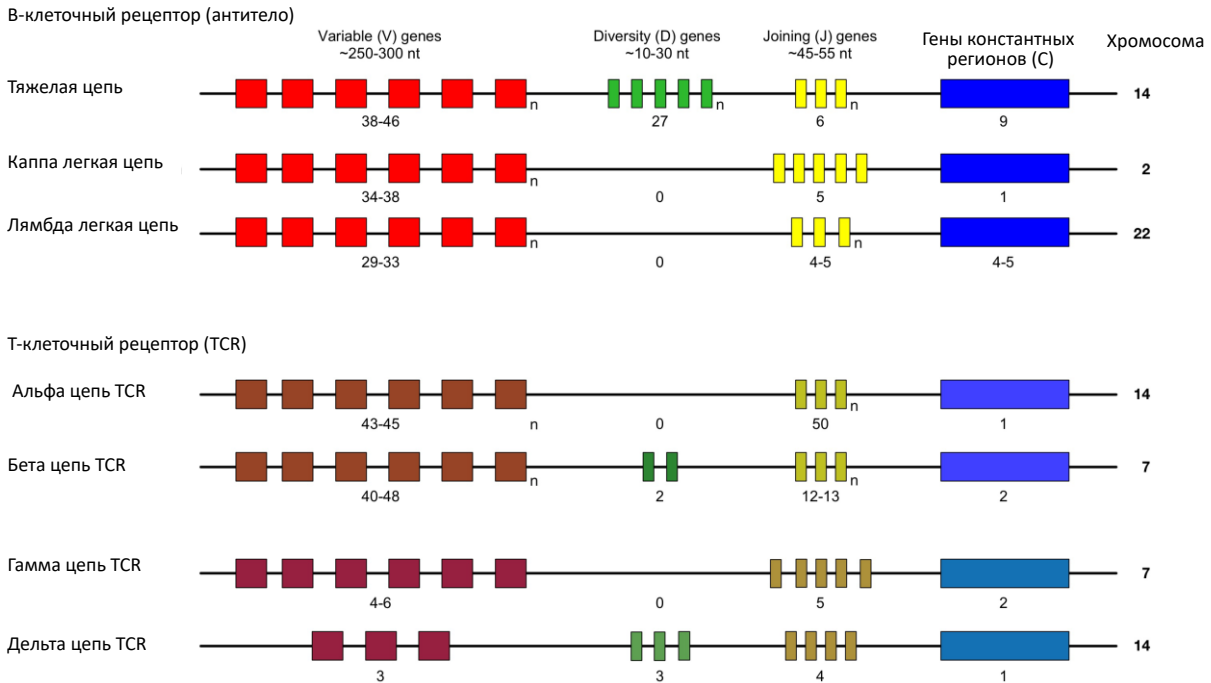 В-клеточный рецептор (антитело)
Variable (V) genes
~250-300 nt
Diversity (D) genes
~10-30 nt
Joining (J) genes
~45-55 nt
Гены константных
регионов (С)
Хромосома
Тяжелая цепь
n
n
n
14
38-46
27
6
9
Каппа легкая цепь
n
2
34-38
0
5
1
Лямбда легкая цепь
n
n
22
29-33
0
4-5
4-5
Т-клеточный рецептор (TCR)
Альфа цепь TCR
n
14
43-45
n
0
50
1
Бета цепь TCR
n
n
7
40-48
2
12-13
2
Гамма цепь TCR
7
4-6
0
5
2
Дельта цепь TCR
14
3
3
4
1